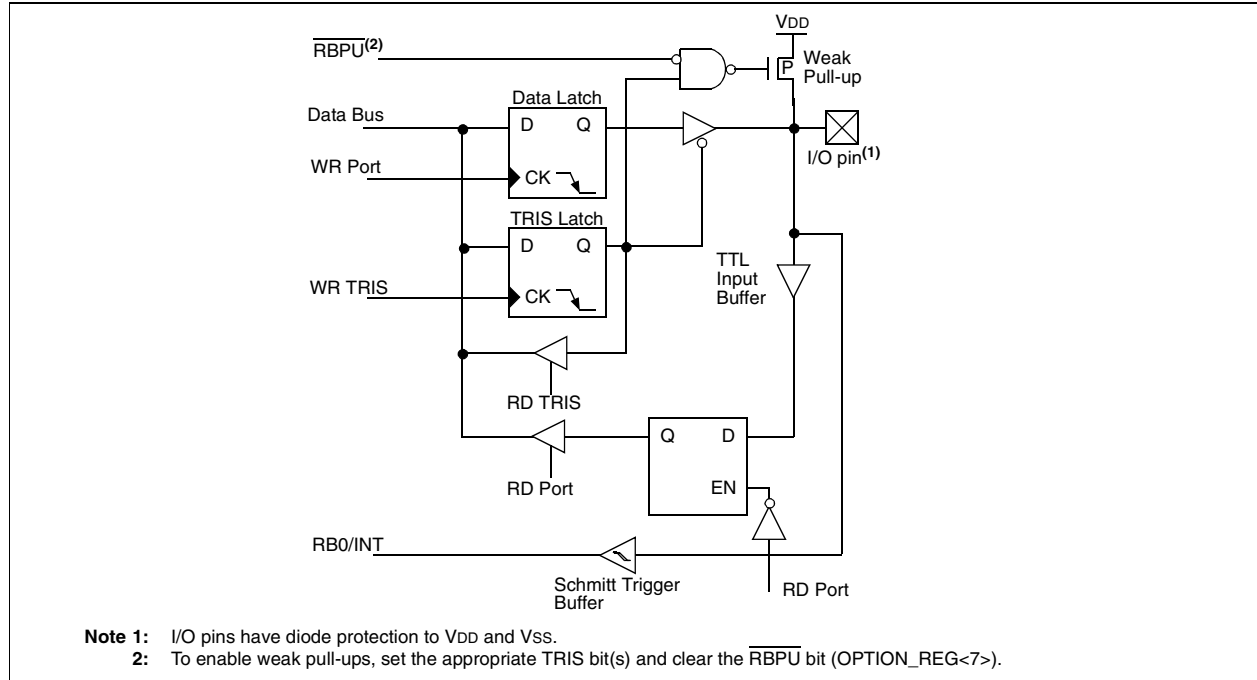 VDD
RBPU(2)
P
Weak
Pull-up
Data Latch
Data Bus
D Q
I/O pin(1)
WR Port
CK
TRIS Latch
D Q
TTL
Input
Buffer
WR TRIS
CK
RD TRIS
Q D
RD Port
EN
RB0/INT
Schmitt Trigger
Buffer
RD Port
Note 1: I/O pins have diode protection to VDD and VSS.
2: To enable weak pull-ups, set the appropriate TRIS bit(s) and clear the RBPU bit (OPTION_REG<7>).